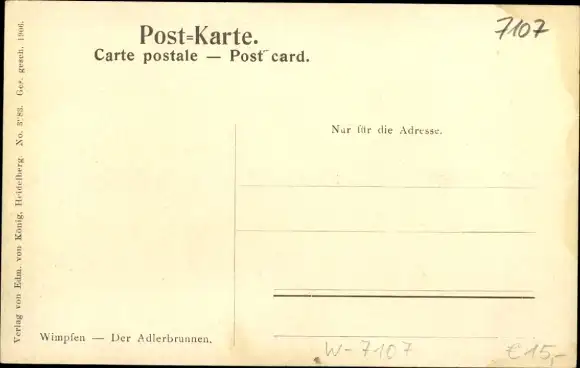 Post=Karte.
Carte postale — Post card.
7107
Nur für die Adresse.
Verlag von Edm. von König, Heidelberg. No. Ges. gesch. 1906.
Wimpfen — Der Adlerbrunnen.
W-7107
€15,-